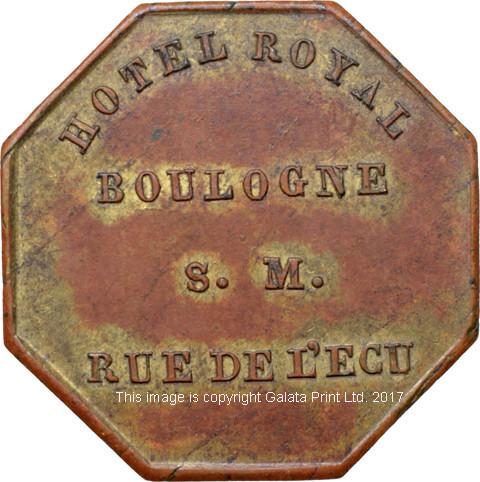 HOTEL ROYAL
BOULOGNE
S. M.
RUE DE L'ECU
This image is copyright Galata Print Ltd. 2017